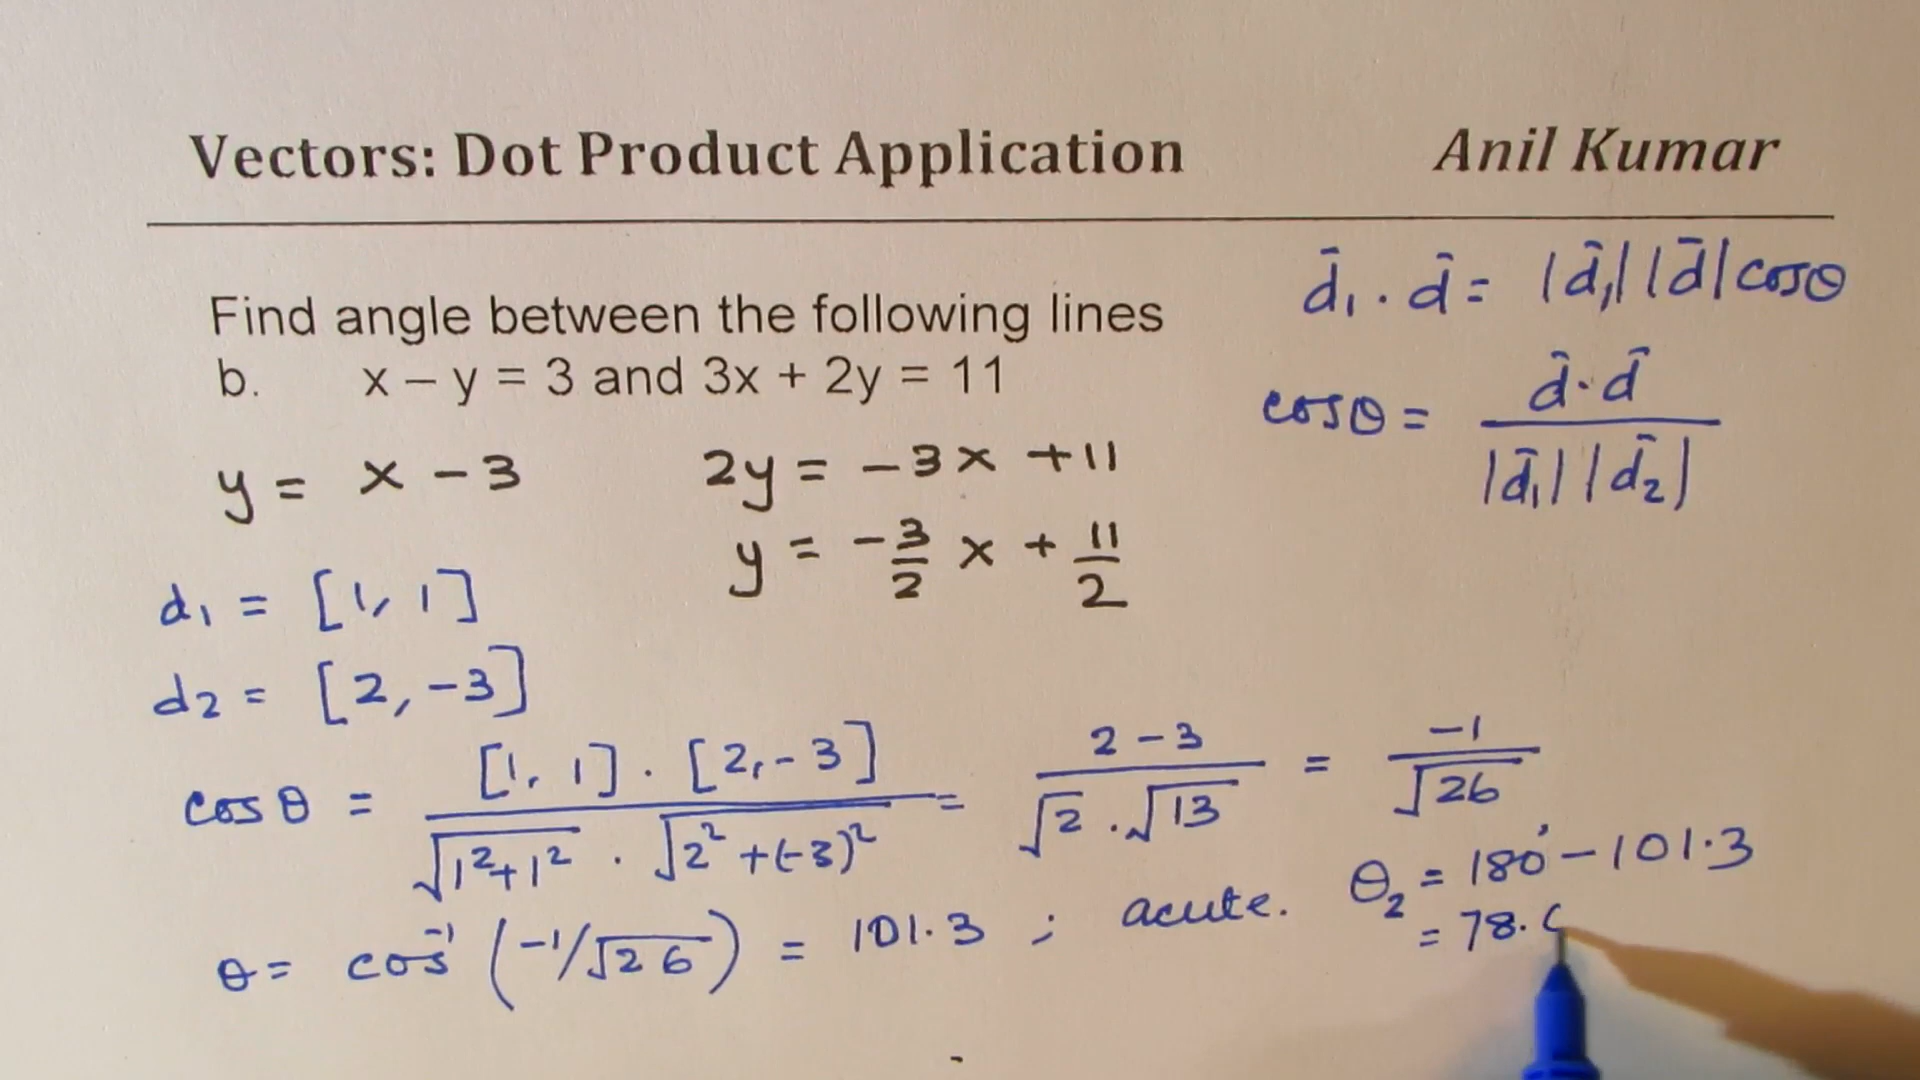 Vectors: Dot Product Application Anil Kumar
Find angle between the following lines
b. x – y = 3 and 3x + 2y = 11
d̄₁ · d̄ = |d̄₁| |d̄| cosθ
cosθ = d̄·d̄ / |d̄₁| |d̄₂|
y = x - 3
2y = -3x + 11
y = -3/2 x + 11/2
d₁ = [1, 1]
d₂ = [2, -3]
cos θ = [1, 1] · [2, -3] / √(1²+1²) · √(2²+(-3)²) = 2-3 / √2 · √13 = -1/√26
θ = cos⁻¹ (-1/√26) = 101.3 ; acute. θ₂ = 180° - 101.3
= 78.